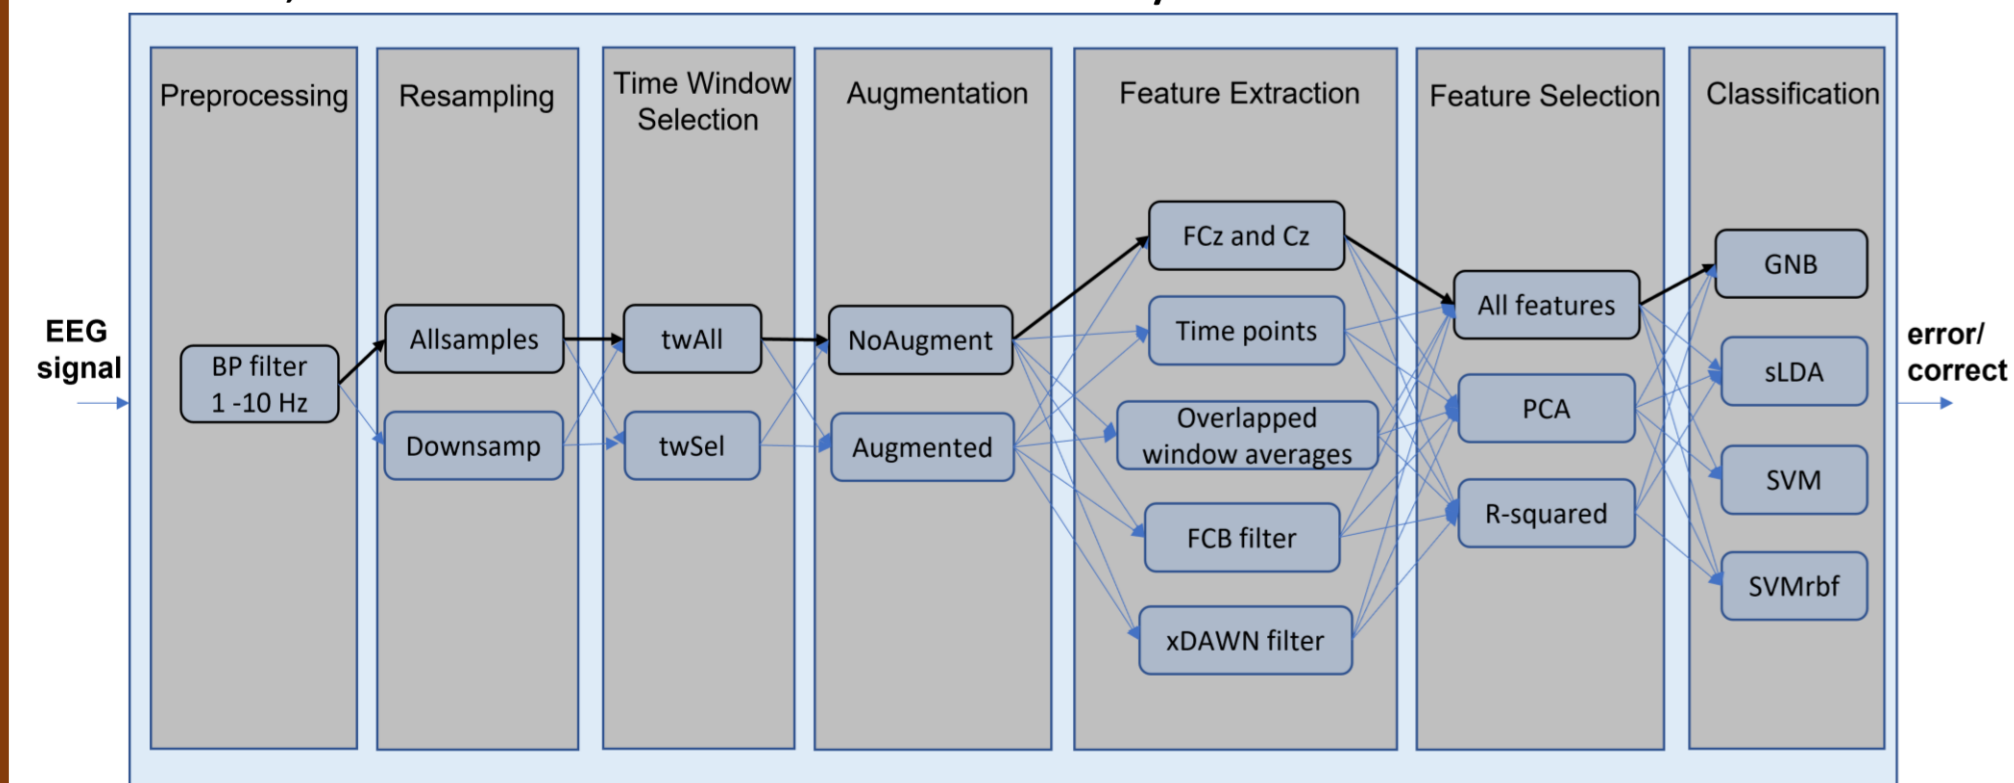 Preprocessing
Resampling
Time Window
Selection
Augmentation
Feature Extraction
Feature Selection
Classification
EEG
signal
BP filter
1 -10 Hz
Allsamples
Downsamp
twAll
twSel
NoAugment
Augmented
FCz and Cz
Time points
Overlapped
window averages
FCB filter
xDAWN filter
All features
PCA
R-squared
GNB
sLDA
SVM
SVMrbf
error/
correct